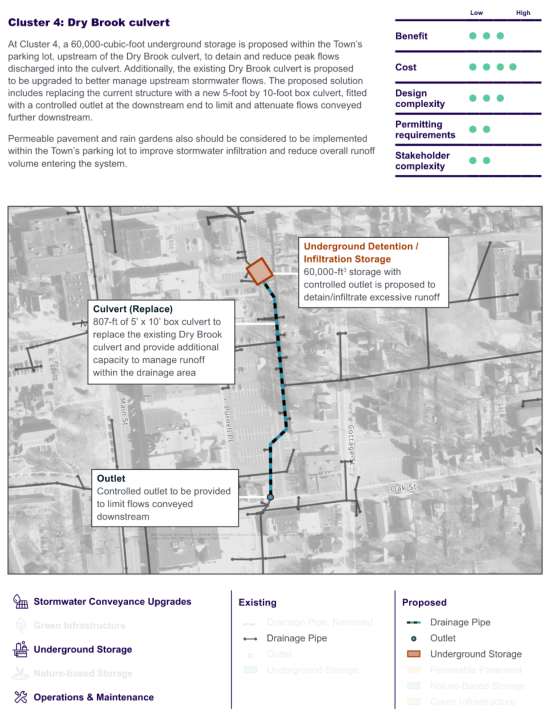 Cluster 4: Dry Brook culvert
At Cluster 4, a 60,000-cubic-foot underground storage is proposed within the Town's
parking lot, upstream of the Dry Brook culvert, to detain and reduce peak flows
discharged into the culvert. Additionally, the existing Dry Brook culvert is proposed
to be upgraded to better manage upstream stormwater flows. The proposed solution
includes replacing the current structure with a new 5-foot by 10-foot box culvert, fitted
with a controlled outlet at the downstream end to limit and attenuate flows conveyed
further downstream.
Permeable pavement and rain gardens also should be considered to be implemented
within the Town's parking lot to improve stormwater infiltration and reduce overall runoff
volume entering the system.
Low High
Benefit
Cost
Design
complexity
Permitting
requirements
Stakeholder
complexity
Underground Detention /
Infiltration Storage
60,000-ft³ storage with
controlled outlet is proposed to
detain/infiltrate excessive runoff
Culvert (Replace)
807-ft of 5' x 10' box culvert to
replace the existing Dry Brook
culvert and provide additional
capacity to manage runoff
within the drainage area
Main St
Purnell Pl
Cottage
Oak St
Outlet
Controlled outlet to be provided
to limit flows conveyed
downstream
Stormwater Conveyance Upgrades
Green Infrastructure
Underground Storage
Nature-based Storage
Operations & Maintenance
Existing
Drainage Pipe, Removed
Drainage Pipe
Outlet
Underground Storage
Proposed
Drainage Pipe
Outlet
Underground Storage
Permeable Pavement
Nature-Based Storage
Green Infrastructure